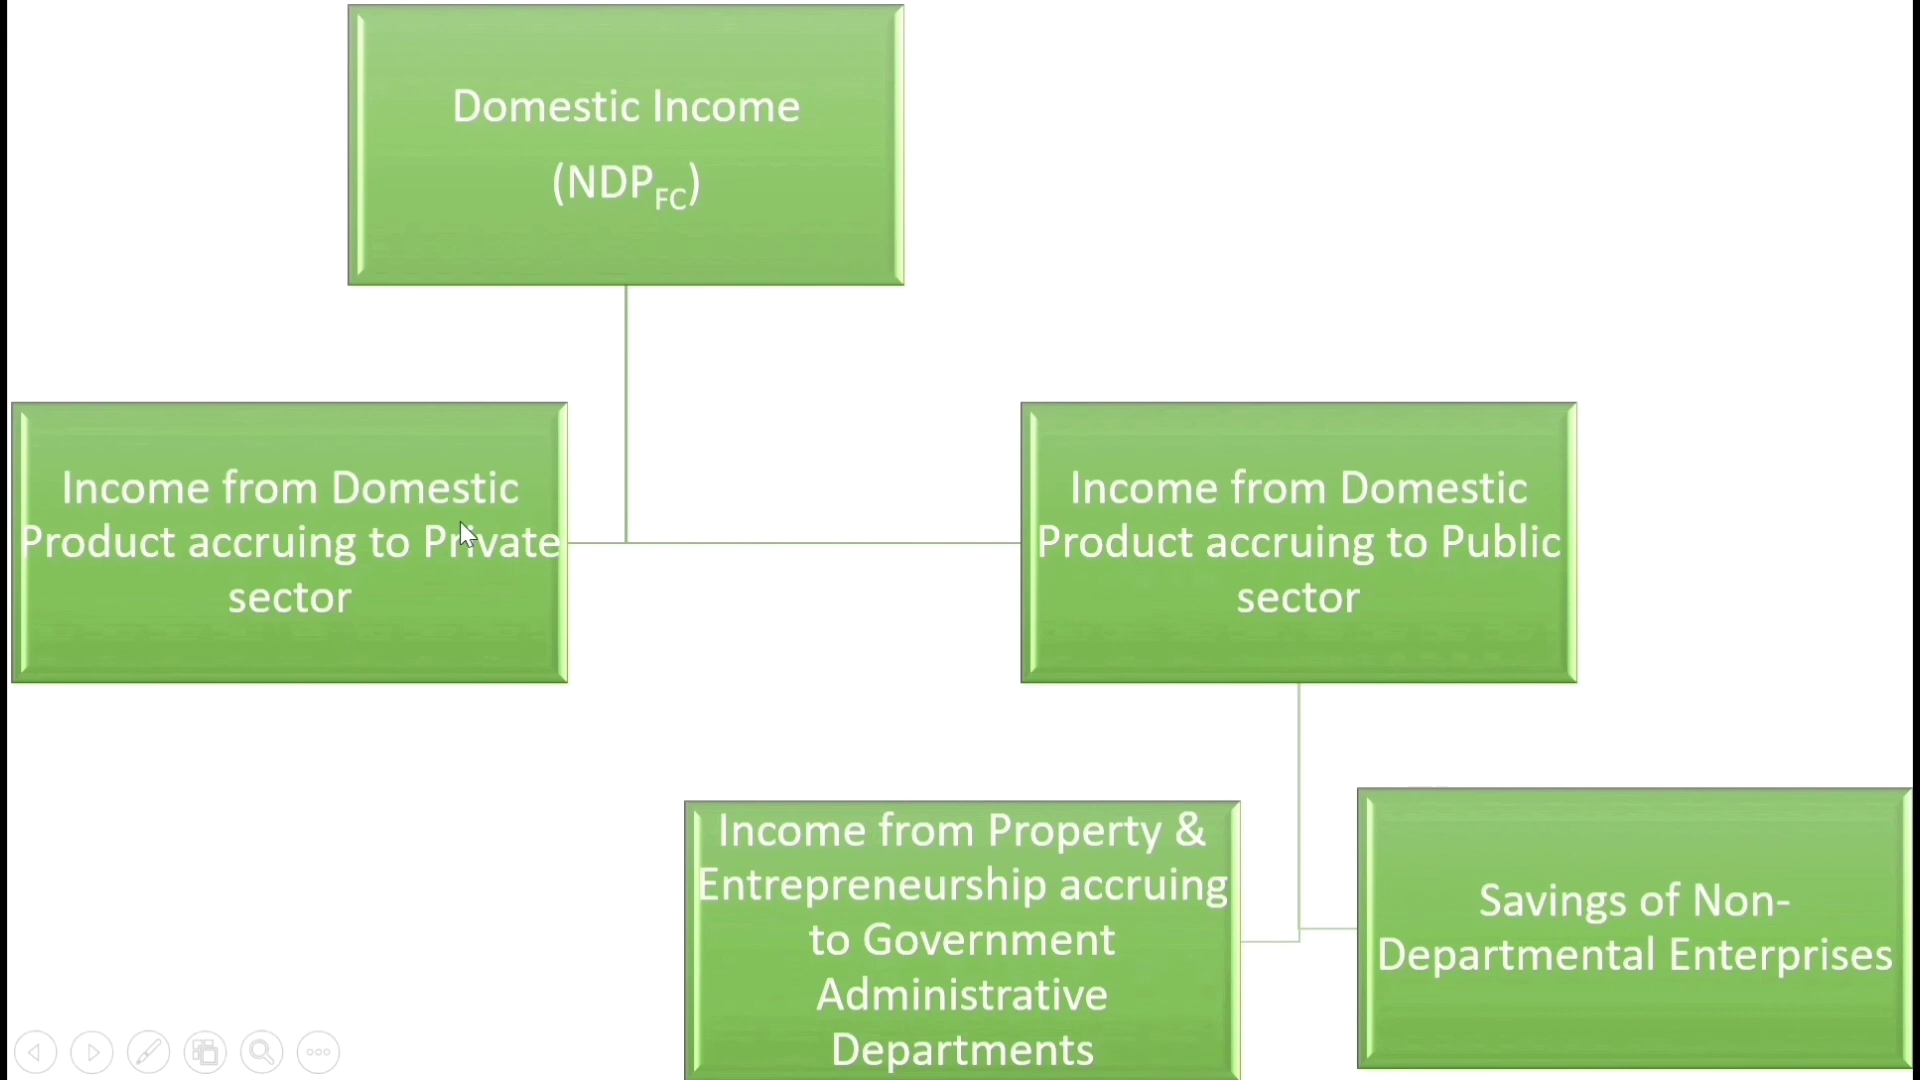 Domestic Income
(NDP_FC)
Income from Domestic
Product accruing to Private
sector
Income from Domestic
Product accruing to Public
sector
Income from Property &
Entrepreneurship accruing
to Government
Administrative
Departments
Savings of Non-
Departmental Enterprises